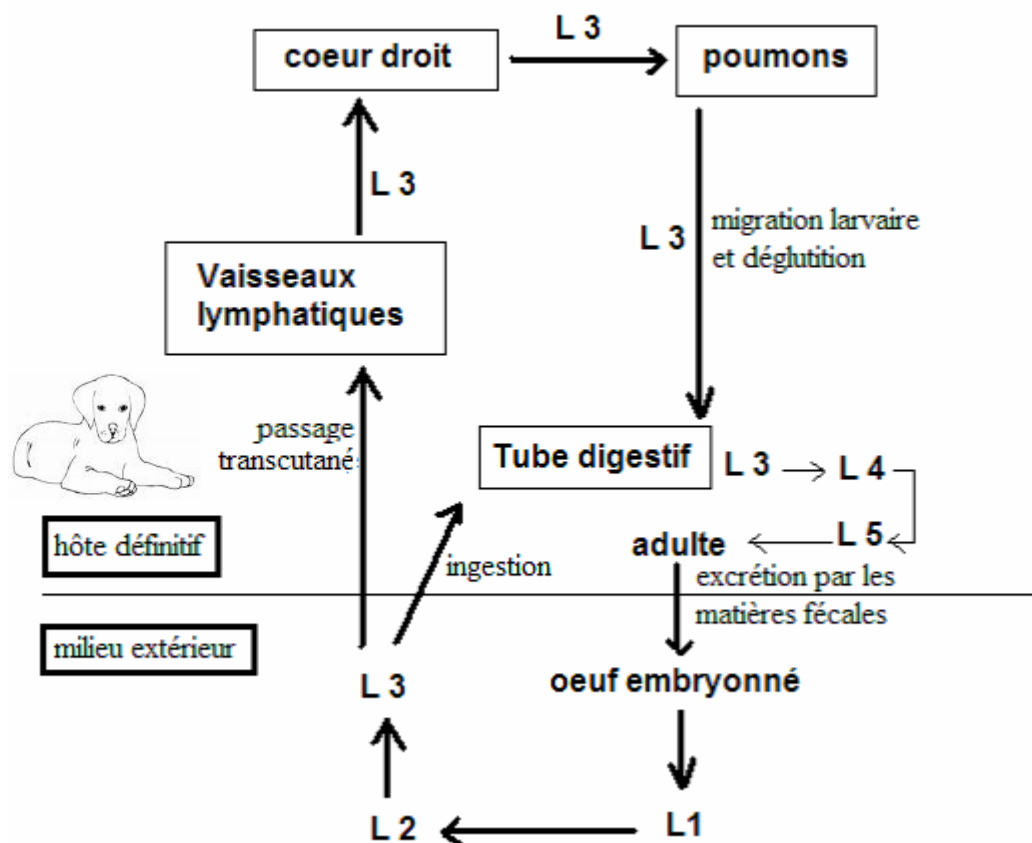 L 3
coeur droit
poumons
L 3
L 3
migration larvaire
et déglutition
Vaisseaux
lymphatiques
passage
transcutané
Tube digestif
L 3
L 4
L 5
adulte
hôte définitif
ingestion
excrétion par les
matières fécales
milieu extérieur
L 3
oeuf embryonné
L 2
L1